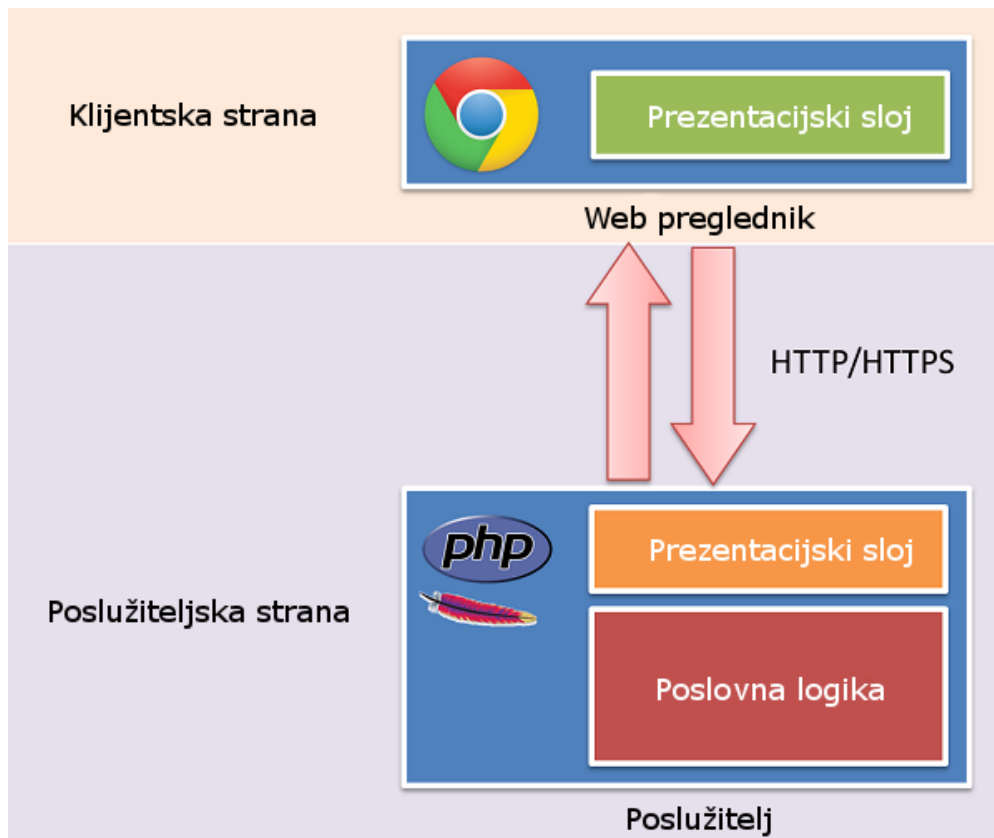 Klijentska strana
Prezentacijski sloj
Web preglednik
HTTP/HTTPS
php
Prezentacijski sloj
Poslužiteljska strana
Poslovna logika
Poslužitelj